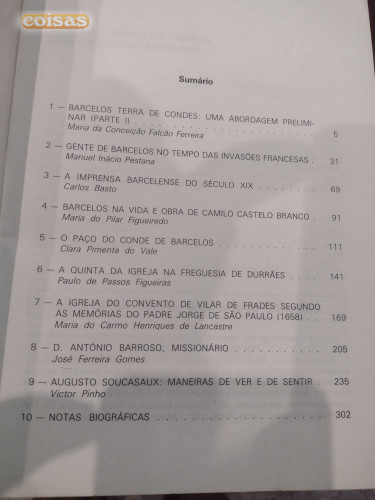 coisas
Sumário
1 — BARCELOS TERRA DE CONDES: UMA ABORDAGEM PRELIMI-
NAR (PARTE I) . . . . . . . . . . . . . . . . . . . . 5
Maria da Conceição Falcão Ferreira
2 — GENTE DE BARCELOS NO TEMPO DAS INVASÕES FRANCESAS . 31
Manuel Inácio Pestana
3 — A IMPRENSA BARCELENSE DO SÉCULO XIX . . . . . . . . 69
Carlos Basto
4 — BARCELOS NA VIDA E OBRA DE CAMILO CASTELO BRANCO . 91
Maria do Pilar Figueiredo
5 — O PAÇO DO CONDE DE BARCELOS . . . . . . . . . . . 111
Clara Pimenta do Vale
6 — A QUINTA DA IGREJA NA FREGUESIA DE DURRÃES . . . . 141
Paulo de Passos Figueiras
7 — A IGREJA DO CONVENTO DE VILAR DE FRADES SEGUNDO
AS MEMÓRIAS DO PADRE JORGE DE SÃO PAULO (1658) . . . 169
Maria do Carmo Henriques de Lancastre
8 — D. ANTÓNIO BARROSO, MISSIONÁRIO . . . . . . . . . . 205
José Ferreira Gomes
9 — AUGUSTO SOUCASAUX: MANEIRAS DE VER E DE SENTIR . 235
Victor Pinho
10 — NOTAS BIOGRÁFICAS . . . . . . . . . . . . . . . . . 302